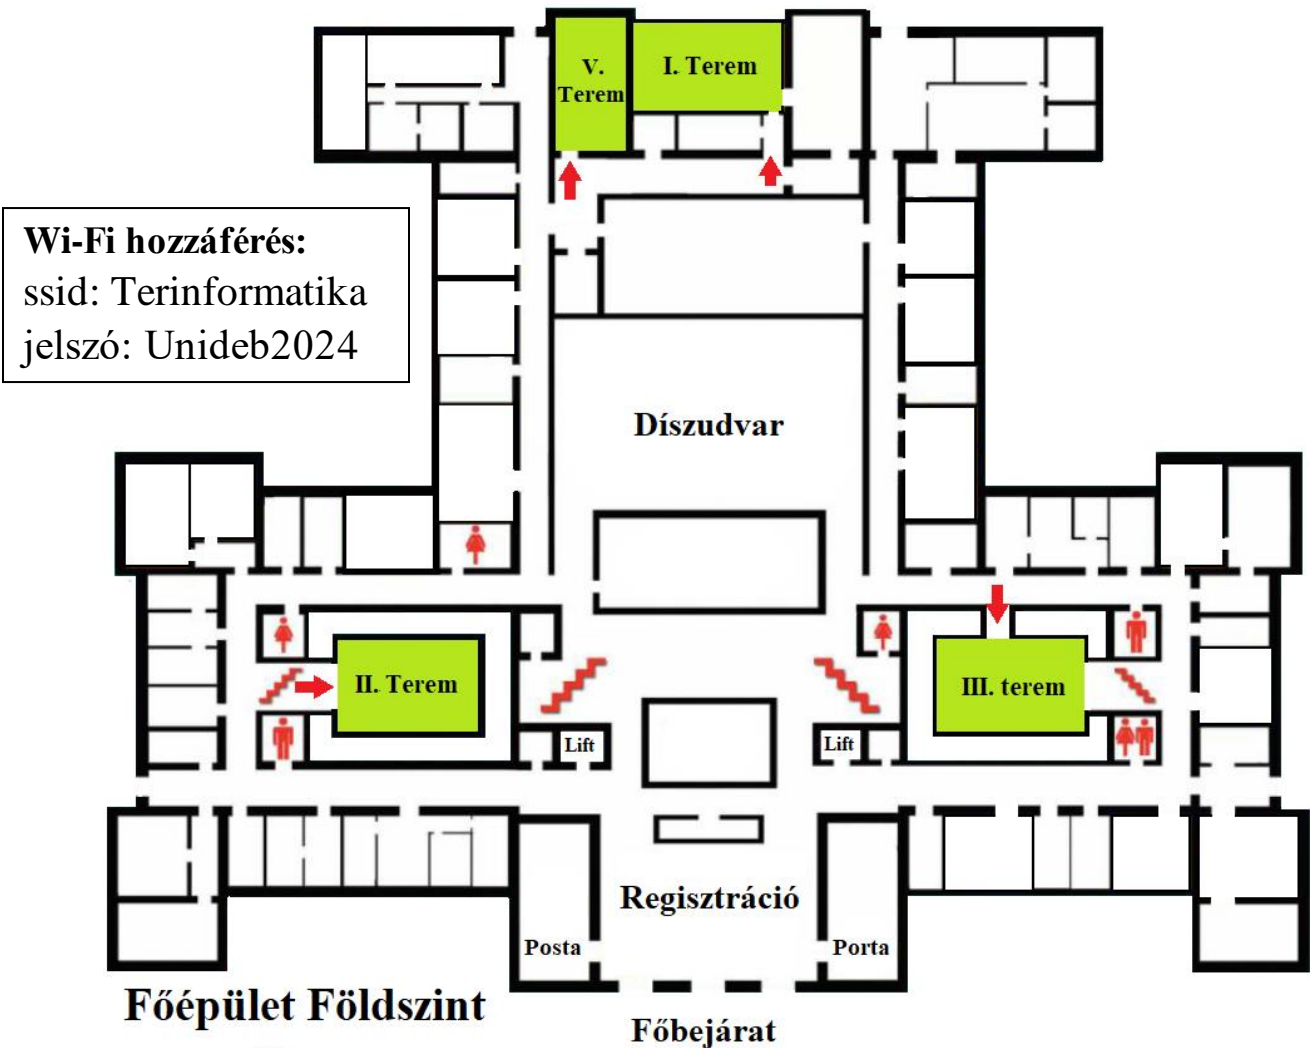 V.
Terem
I. Terem
Wi-Fi hozzáférés:
ssid: Terinformatika
jelszó: Unideb2024
Díszudvar
II. Terem
III. terem
Lift
Lift
Regisztráció
Posta
Porta
Főépület Földszint
Főbejárat